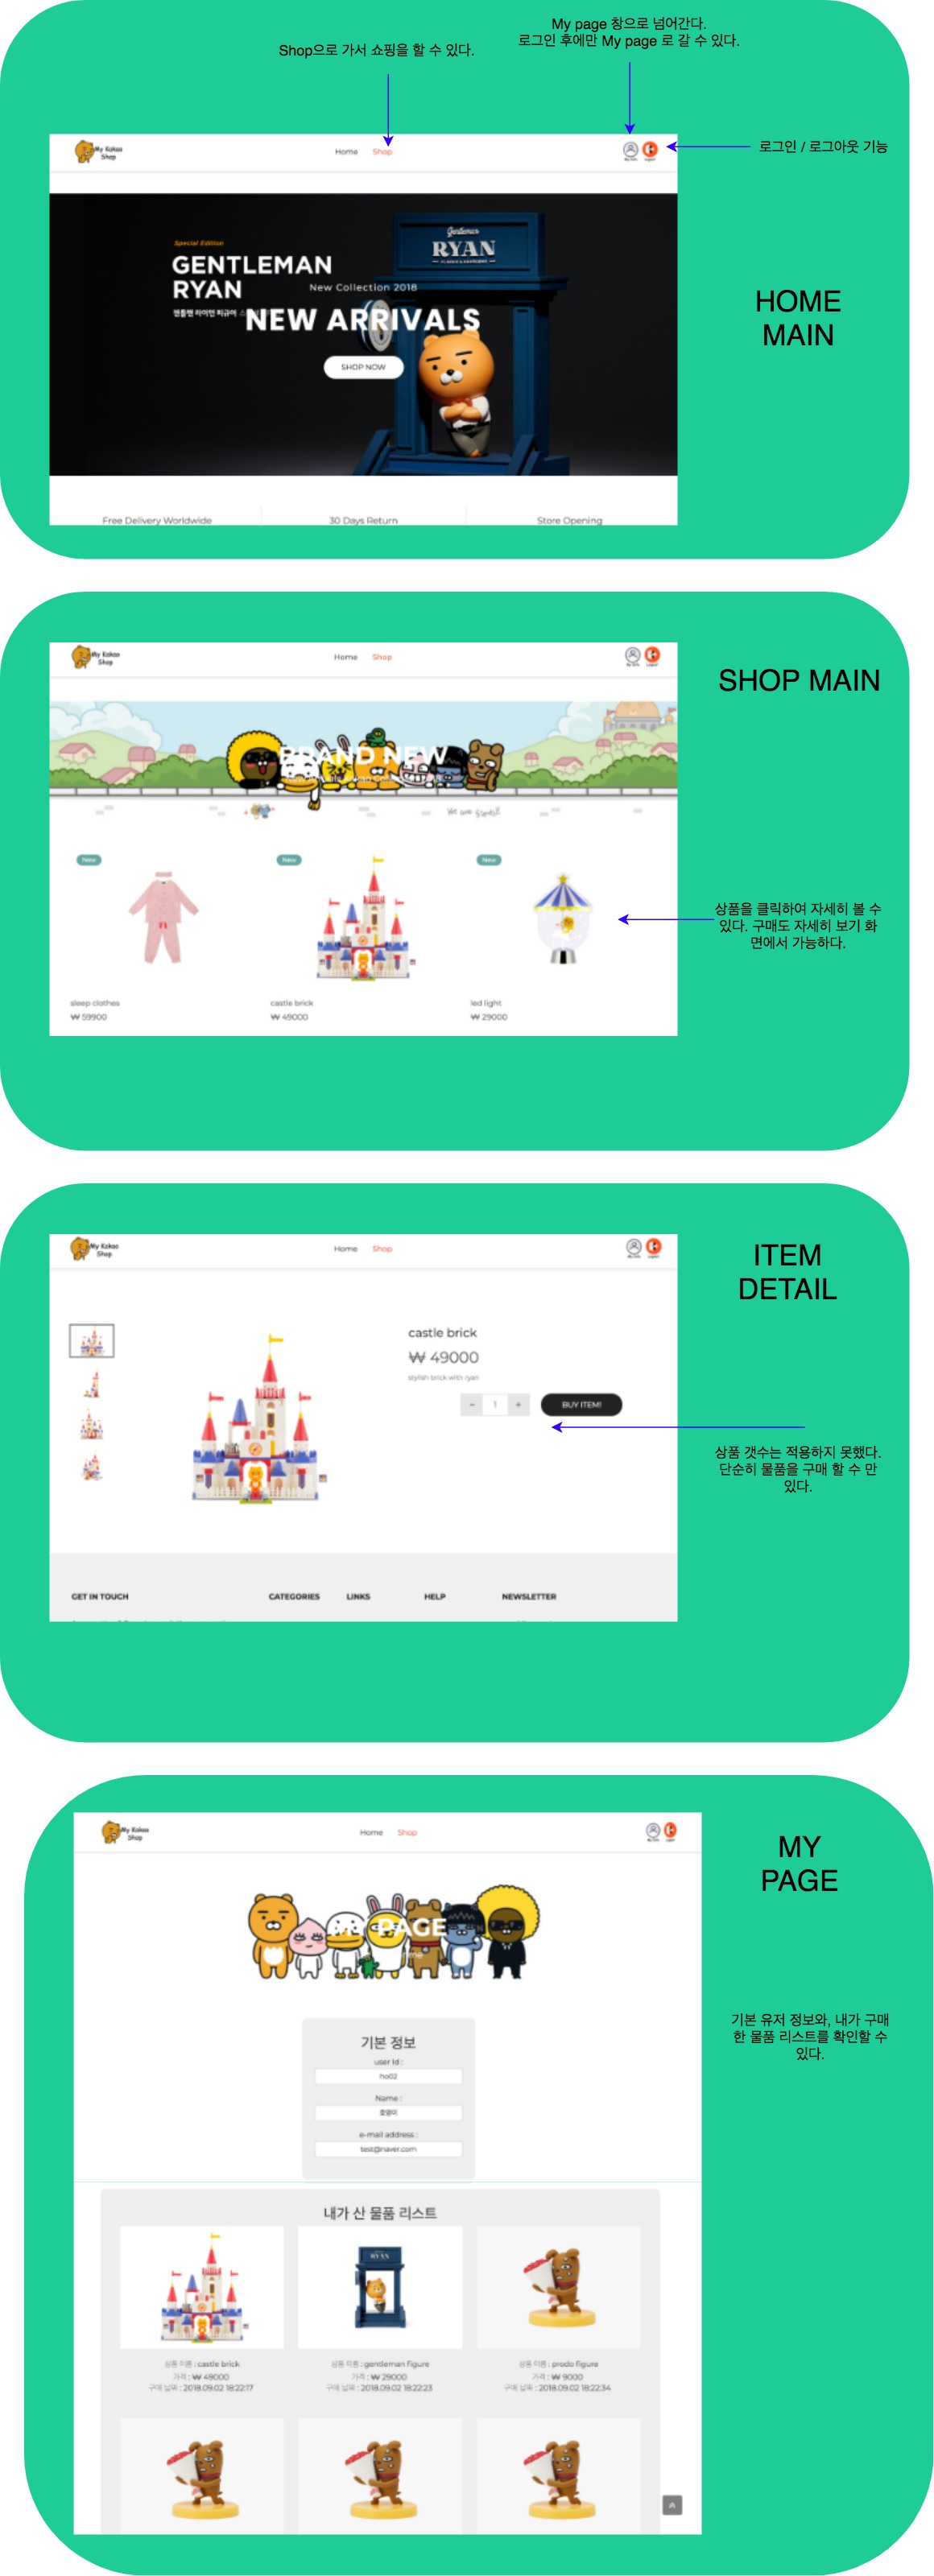 My page 창으로 넘어간다.
로그인 후에만 My page 로 갈 수 있다.
Shop으로 가서 쇼핑을 할 수 있다.
로그인 / 로그아웃 기능
My Kakao
Shop
Home Shop
Special Edition
GENTLEMAN
RYAN
젠틀맨 라이언 피규어
New Collection 2018
NEW ARRIVALS
SHOP NOW
Gentleman
RYAN
Free Delivery Worldwide
30 Days Return
Store Opening
HOME
MAIN
My Kakao
Shop
Home Shop
SHOP MAIN
BRAND NEW
New
New
New
sleep clothes
₩ 59900
castle brick
₩ 49000
led light
₩ 29000
상품을 클릭하여 자세히 볼 수
있다. 구매도 자세히 보기 화
면에서 가능하다.
My Kakao
Shop
Home Shop
ITEM
DETAIL
castle brick
₩ 49000
stylish brick with ryan
- 1 +
BUY ITEM!
상품 갯수는 적용하지 못했다.
단순히 물품을 구매 할 수 만
있다.
GET IN TOUCH
CATEGORIES
LINKS
HELP
NEWSLETTER
My Kakao
Shop
Home Shop
MY
PAGE
MY PAGE
기본 유저 정보와, 내가 구매
한 물품 리스트를 확인할 수
있다.
기본 정보
user Id :
ho02
Name :
e-mail address :
test@naver.com
내가 산 물품 리스트
RYAN
상품 이름 : castle brick
가격 : ₩ 49000
구매 날짜 : 2018.09.02 18:22:17
상품 이름 : gentleman figure
가격 : ₩ 29000
구매 날짜 : 2018.09.02 18:22:23
상품 이름 : prodo figure
가격 : ₩ 9000
구매 날짜 : 2018.09.02 18:22:34